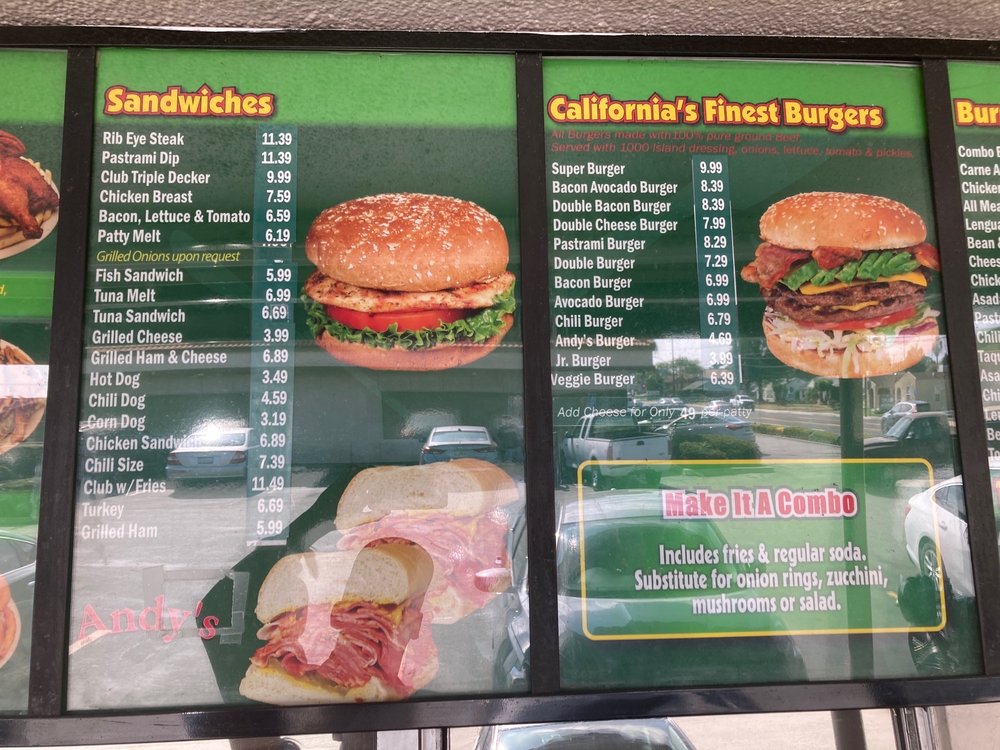 Sandwiches
Rib Eye Steak 11.39
Pastrami Dip 11.39
Club Triple Decker 9.99
Chicken Breast 7.59
Bacon, Lettuce & Tomato 6.59
Patty Melt 6.19
Grilled Onions upon request
Fish Sandwich 5.99
Tuna Melt 6.99
Tuna Sandwich 6.69
Grilled Cheese 3.99
Grilled Ham & Cheese 6.89
Hot Dog 3.49
Chili Dog 4.59
Corn Dog 3.19
Chicken Sandwich 6.89
Chili Size 7.39
Club w/Fries 11.49
Turkey 6.69
Grilled Ham 5.99
Andy's
California's Finest Burgers
All Burgers made with 100% pure ground Beef
Served with 1000 Island dressing, onions, lettuce, tomato & pickles.
Super Burger 9.99
Bacon Avocado Burger 8.39
Double Bacon Burger 8.39
Double Cheese Burger 7.99
Pastrami Burger 8.29
Double Burger 7.29
Bacon Burger 6.99
Avocado Burger 6.99
Chili Burger 6.79
Andy's Burger 4.69
Jr. Burger 3.99
Veggie Burger 6.39
Add Cheese for Only .49 per patty
Make It A Combo
Includes fries & regular soda.
Substitute for onion rings, zucchini,
mushrooms or salad.
Combo
Carne
All
Bean